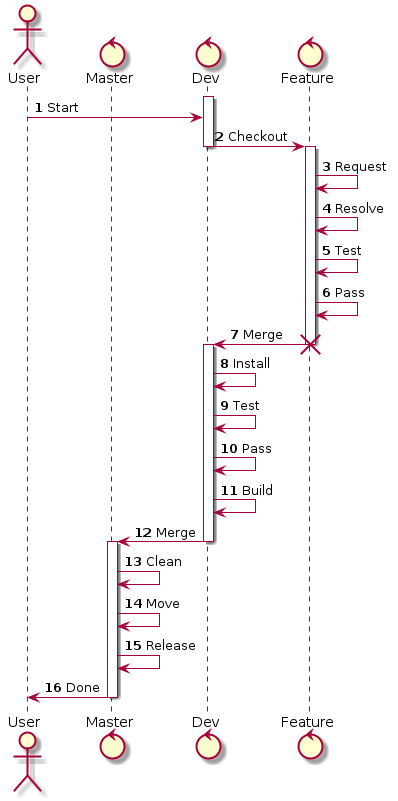 User
Master
Dev
Feature
1 Start
2 Checkout
3 Request
4 Resolve
5 Test
6 Pass
7 Merge
8 Install
9 Test
10 Pass
11 Build
12 Merge
13 Clean
14 Move
15 Release
16 Done
User
Master
Dev
Feature